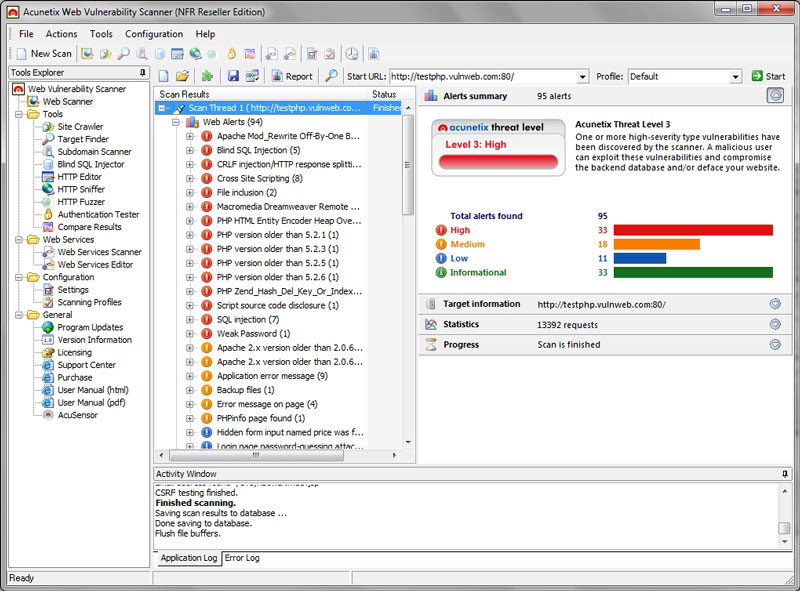 Acunetix Web Vulnerability Scanner (NFR Reseller Edition)
File Actions Tools Configuration Help
New Scan
Tools Explorer
Web Vulnerability Scanner
Web Scanner
Tools
Site Crawler
Target Finder
Subdomain Scanner
Blind SQL Injector
HTTP Editor
HTTP Sniffer
HTTP Fuzzer
Authentication Tester
Compare Results
Web Services
Web Services Scanner
Web Services Editor
Configuration
Settings
Scanning Profiles
General
Program Updates
Version Information
Licensing
Support Center
Purchase
User Manual (html)
User Manual (pdf)
AcuSensor
Report Start URL: http://testphp.vulnweb.com:80/ Profile: Default Start
Scan Results Status
Scan Thread 1 ( http://testphp.vulnweb.co... Finished
Web Alerts (94)
Apache Mod_Rewrite Off-By-One B...
Blind SQL Injection (5)
CRLF injection/HTTP response splitti...
Cross Site Scripting (8)
File inclusion (2)
Macromedia Dreamweaver Remote ...
PHP HTML Entity Encoder Heap Ove...
PHP version older than 5.2.1 (1)
PHP version older than 5.2.3 (1)
PHP version older than 5.2.5 (1)
PHP version older than 5.2.6 (1)
PHP Zend_Hash_Del_Key_Or_Index...
Script source code disclosure (1)
SQL injection (7)
Weak Password (1)
Apache 2.x version older than 2.0.6...
Apache 2.x version older than 2.0.6...
Application error message (9)
Backup files (1)
Error message on page (4)
PHPinfo page found (1)
Hidden form input named price was f...
Login page password-guessing attac...
Alerts summary 95 alerts
acunetix threat level
Level 3: High
Acunetix Threat Level 3
One or more high-severity type vulnerabilities have
been discovered by the scanner. A malicious user
can exploit these vulnerabilities and compromise
the backend database and/or deface your website.
Total alerts found 95
High 33
Medium 18
Low 11
Informational 33
Target information http://testphp.vulnweb.com:80/
Statistics 13392 requests
Progress Scan is finished
Activity Window
CSRF testing finished.
Finished scanning.
Saving scan results to database ...
Done saving to database.
Flush file buffers.
Application Log Error Log
Ready